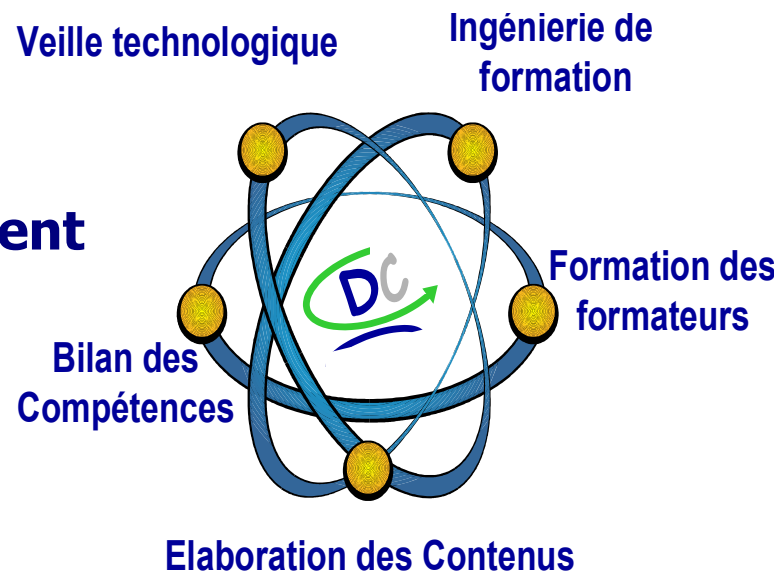 Veille technologique
Ingénierie de
formation
ent
DC
Formation des
formateurs
Bilan des
Compétences
Elaboration des Contenus